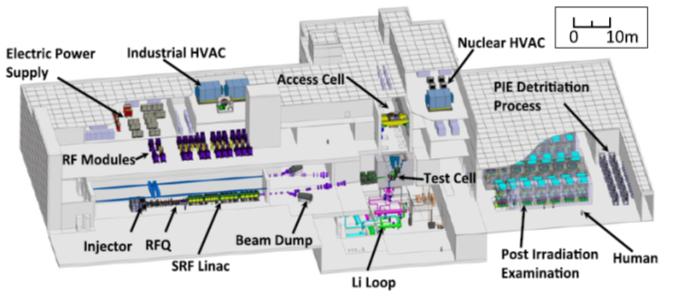 0 10m
Electric Power
Supply
Industrial HVAC
Nuclear HVAC
Access Cell
PIE Detritiation
Process
RF Modules
Test Cell
Injector
RFQ
SRF Linac
Beam Dump
Li Loop
Post Irradiation
Examination
Human